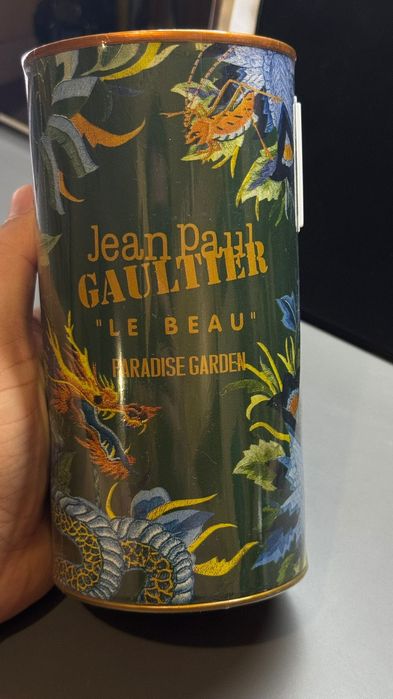 Jean Paul
GAULTIER
"LE BEAU"
PARADISE GARDEN